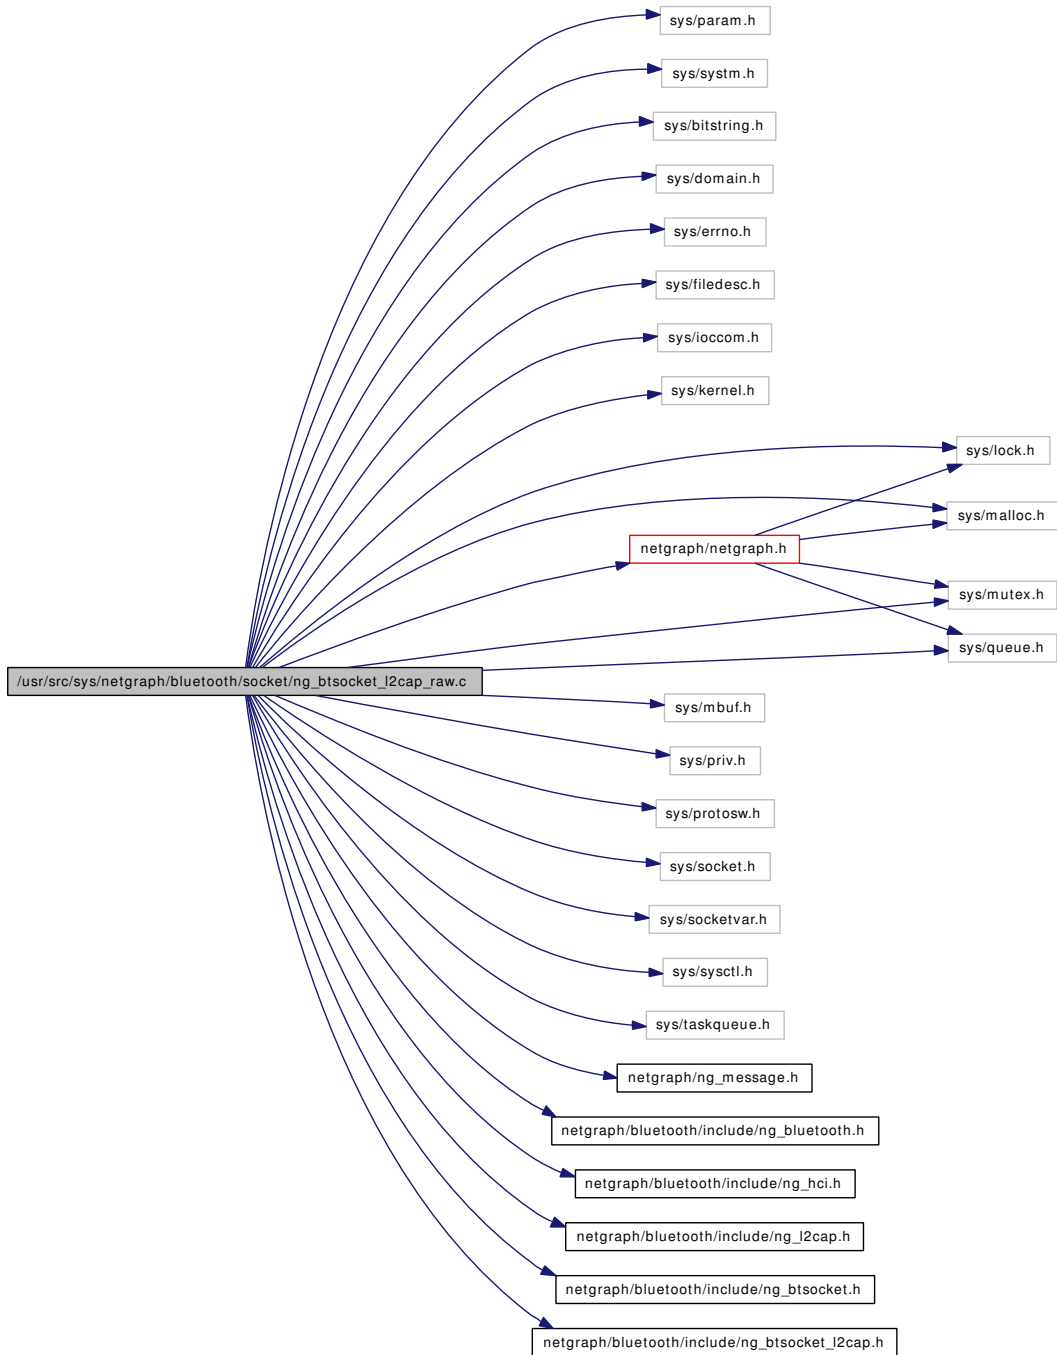 sys/param.h
sys/systm.h
sys/bitstring.h
sys/domain.h
sys/errno.h
sys/filedesc.h
sys/ioccom.h
sys/kernel.h
sys/lock.h
sys/malloc.h
netgraph/netgraph.h
sys/mutex.h
sys/queue.h
/usr/src/sys/netgraph/bluetooth/socket/ng_btsocket_l2cap_raw.c
sys/mbuf.h
sys/priv.h
sys/protosw.h
sys/socket.h
sys/socketvar.h
sys/sysctl.h
sys/taskqueue.h
netgraph/ng_message.h
netgraph/bluetooth/include/ng_bluetooth.h
netgraph/bluetooth/include/ng_hci.h
netgraph/bluetooth/include/ng_l2cap.h
netgraph/bluetooth/include/ng_btsocket.h
netgraph/bluetooth/include/ng_btsocket_l2cap.h